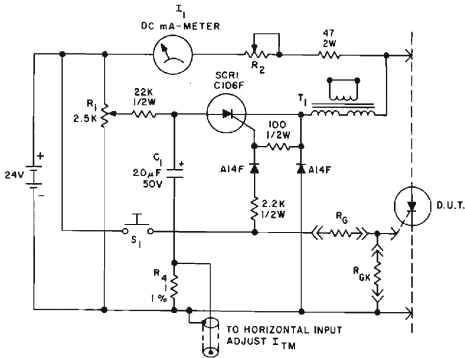 I1
DC mA-METER
R2
47
2W
SCR1
C106F
T1
22K
1/2W
R1
2.5K
100
1/2W
C1
+
20µF
50V
A14F
A14F
+
24V
-
D.U.T.
2.2K
1/2W
RG
S1
RGK
R4
1
1%
TO HORIZONTAL INPUT
ADJUST ITM